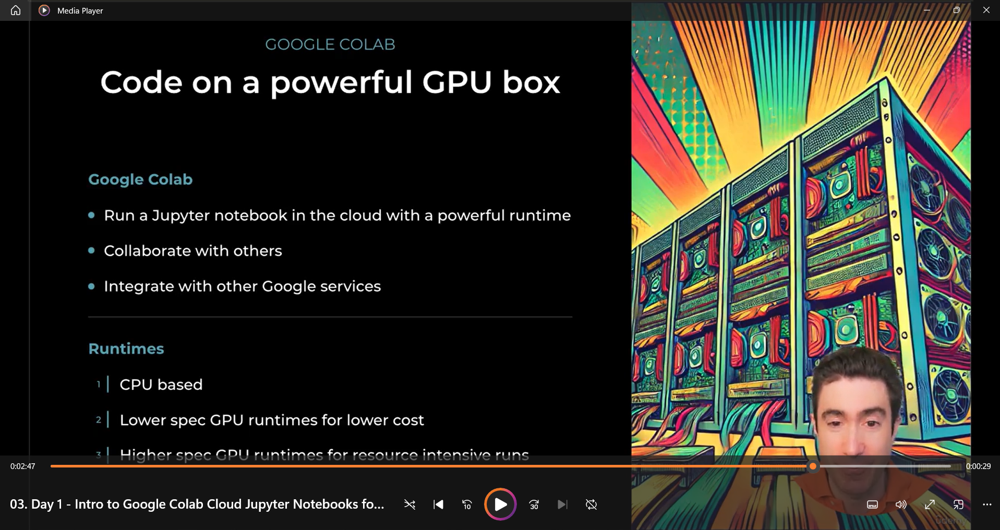 Media Player
GOOGLE COLAB
Code on a powerful GPU box
Google Colab
Run a Jupyter notebook in the cloud with a powerful runtime
Collaborate with others
Integrate with other Google services
Runtimes
1 CPU based
2 Lower spec GPU runtimes for lower cost
3 Higher spec GPU runtimes for resource intensive runs
0:02:47
0:00:29
03. Day 1 - Intro to Google Colab Cloud Jupyter Notebooks fo...
10
30
udemy